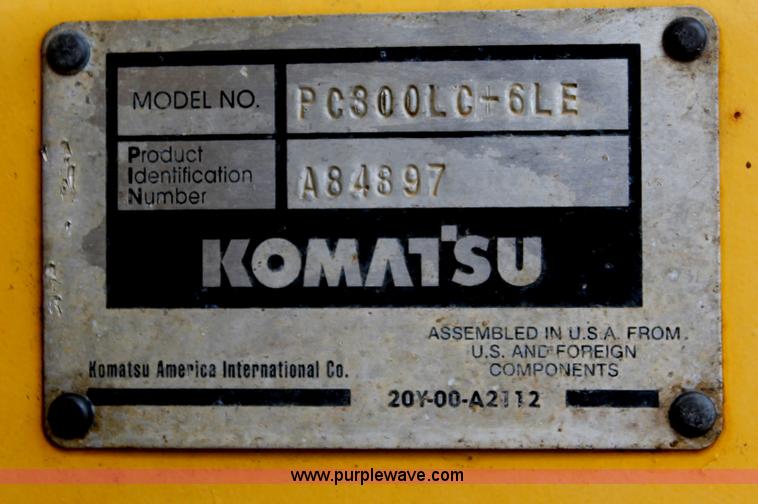 MODEL NO. PC300LC-6LE
Product
Identification
Number
A84897
KOMATSU
ASSEMBLED IN U.S.A. FROM
U.S. AND FOREIGN
COMPONENTS
Komatsu America International Co.
20Y-00-A2112
www.purplewave.com